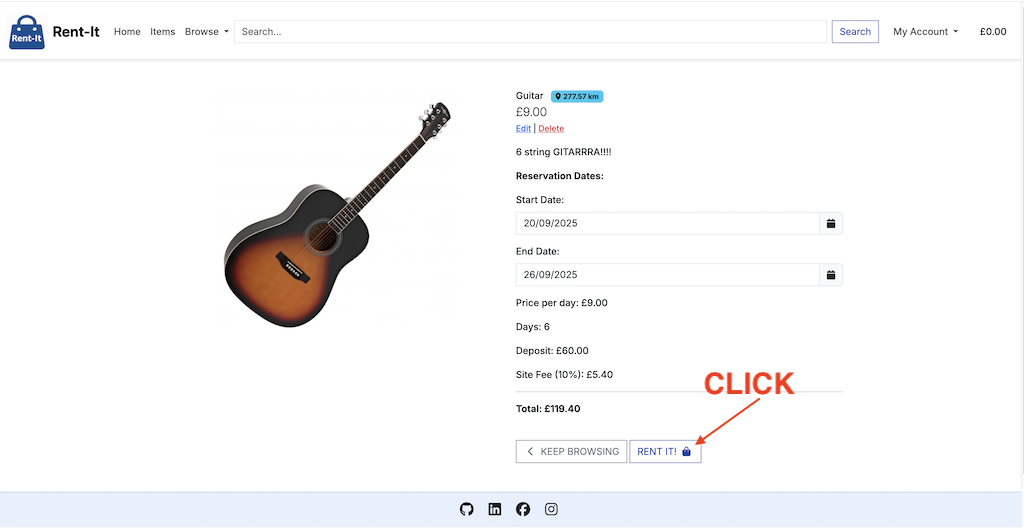 Rent-It Rent-It Home Items Browse Search... Search My Account £0.00
Guitar 277.57 km
£9.00
Edit | Delete
6 string GITARRRA!!!!
Reservation Dates:
Start Date:
20/09/2025
End Date:
26/09/2025
Price per day: £9.00
Days: 6
Deposit: £60.00
Site Fee (10%): £5.40
CLICK
Total: £119.40
KEEP BROWSING RENT IT!